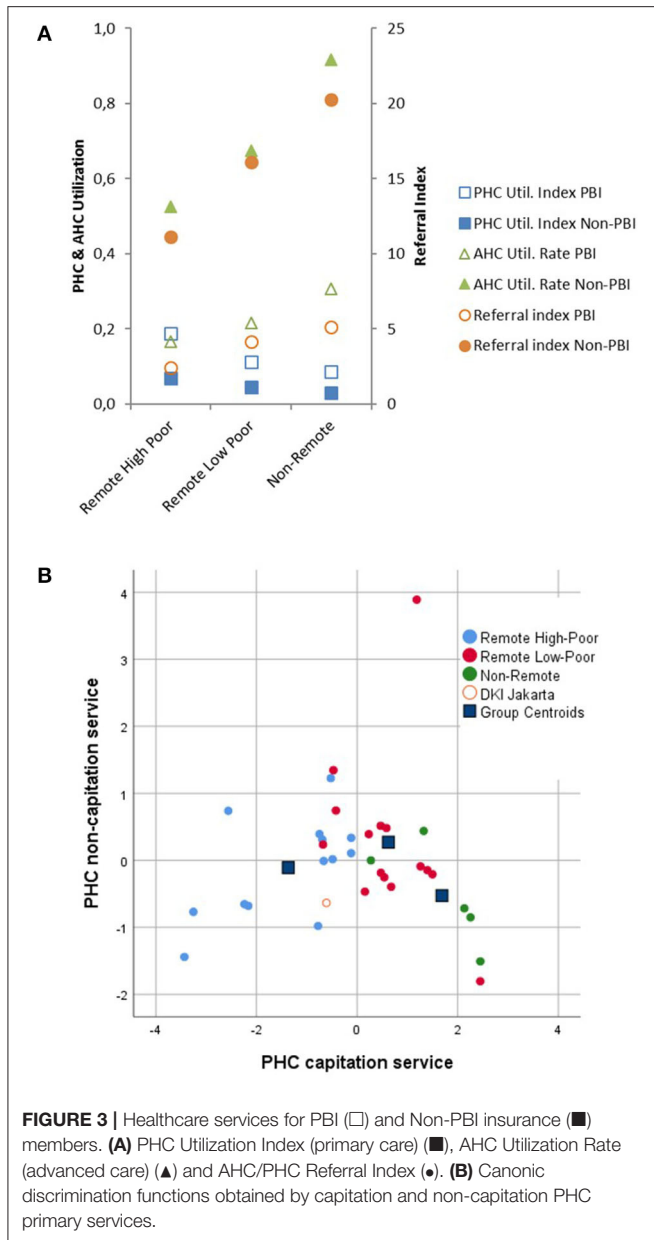 A
1,0
0,8
0,6
0,4
0,2
0,0
PHC & AHC Utilization
25
20
15
10
5
0
Referral Index
Remote High Poor
Remote Low Poor
Non-Remote
PHC Util. Index PBI
PHC Util. Index Non-PBI
AHC Util. Rate PBI
AHC Util. Rate Non-PBI
Referral index PBI
Referral index Non-PBI
B
4
3
2
1
0
-1
-2
PHC non-capitation service
-4
-2
0
2
4
PHC capitation service
Remote High-Poor
Remote Low-Poor
Non-Remote
DKI Jakarta
Group Centroids
FIGURE 3 | Healthcare services for PBI (□) and Non-PBI insurance (■)
members. (A) PHC Utilization Index (primary care) (■), AHC Utilization Rate
(advanced care) (▲) and AHC/PHC Referral Index (●). (B) Canonic
discrimination functions obtained by capitation and non-capitation PHC
primary services.